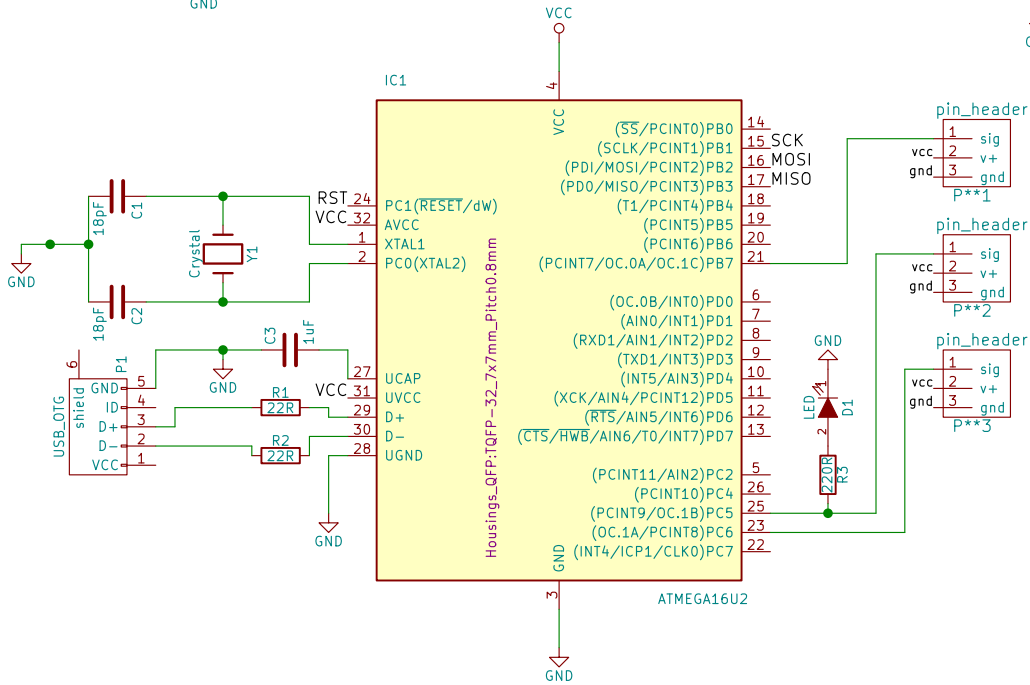 GND
VCC
IC1
4
VCC
pin_header
1 sig
vcc 2 v+
gnd 3 gnd
P**1
(SS/PCINT0)PB0 14
(SCLK/PCINT1)PB1 15 SCK
(PDI/MOSI/PCINT2)PB2 16 MOSI
(PD0/MISO/PCINT3)PB3 17 MISO
(T1/PCINT4)PB4 18
(PCINT5)PB5 19
(PCINT6)PB6 20
(PCINT7/OC.0A/OC.1C)PB7 21
RST 24 PC1(RESET/dW)
VCC 32 AVCC
1 XTAL1
2 PC0(XTAL2)
18pF
C1
Crystal
Y1
GND
18pF
C2
pin_header
1 sig
vcc 2 v+
gnd 3 gnd
P**2
(OC.0B/INT0)PD0 6
(AIN0/INT1)PD1 7
(RXD1/AIN1/INT2)PD2 8
(TXD1/INT3)PD3 9
(INT5/AIN3)PD4 10
(XCK/AIN4/PCINT12)PD5 11
(RTS/AIN5/INT6)PD6 12
(CTS/HWB/AIN6/T0/INT7)PD7 13
C3
1uF
GND
27 UCAP
VCC 31 UVCC
29 D+
30 D-
28 UGND
R1
22R
R2
22R
GND
6
P1
USB_OTG
shield
GND 5
ID 4
D+ 3
D- 2
VCC 1
Housings_QFP:TQFP-32_7x7mm_Pitch0.8mm
GND
1
LED
D1
2
220R
R3
pin_header
1 sig
vcc 2 v+
gnd 3 gnd
P**3
(PCINT11/AIN2)PC2 5
(PCINT10)PC4 26
(PCINT9/OC.1B)PC5 25
(OC.1A/PCINT8)PC6 23
(INT4/ICP1/CLK0)PC7 22
GND
3
ATMEGA16U2
GND